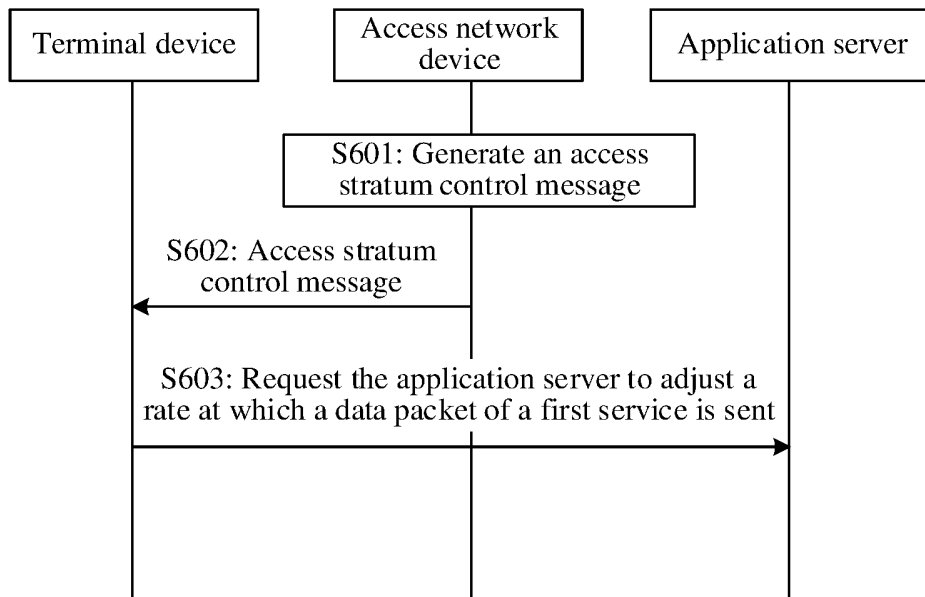 Terminal device
Access network
device
Application server
S601: Generate an access
stratum control message
S602: Access stratum
control message
S603: Request the application server to adjust a
rate at which a data packet of a first service is sent